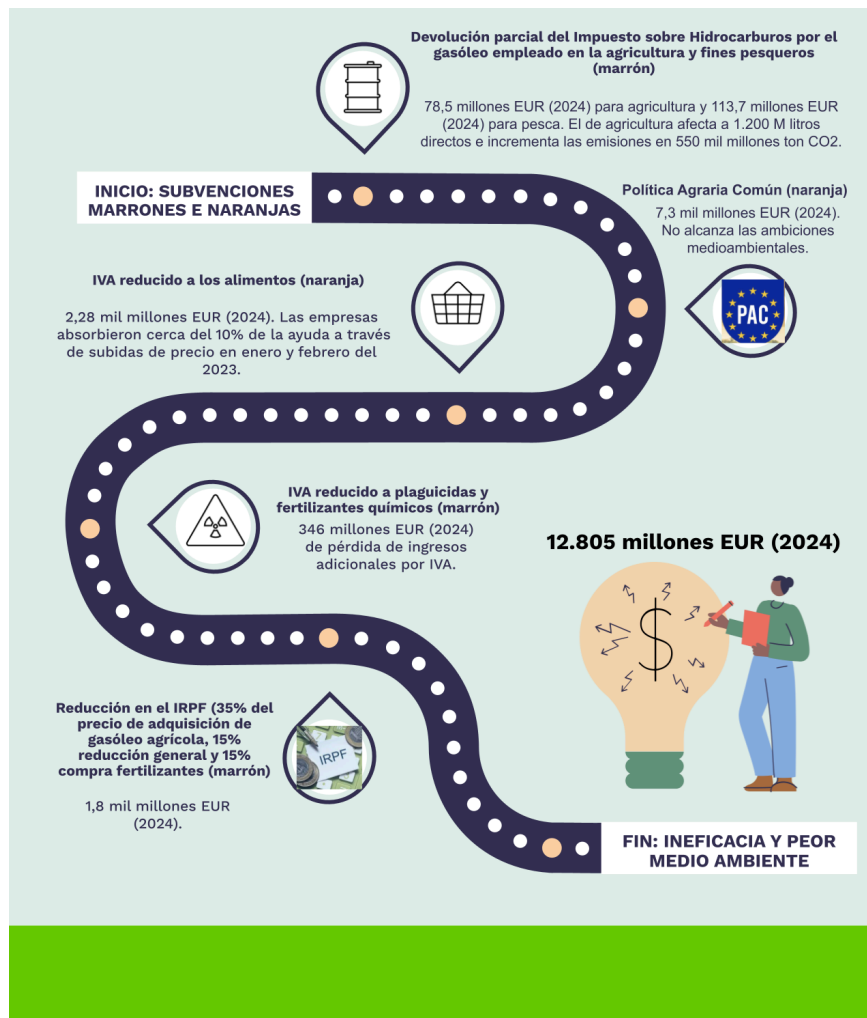 Devolución parcial del Impuesto sobre Hidrocarburos por el
gasóleo empleado en la agricultura y fines pesqueros
(marrón)
78,5 millones EUR (2024) para agricultura y 113,7 millones EUR
(2024) para pesca. El de agricultura afecta a 1.200 M litros
directos e incrementa las emisiones en 550 mil millones ton CO2.
INICIO: SUBVENCIONES
MARRONES E NARANJAS
Política Agraria Común (naranja)
7,3 mil millones EUR (2024).
No alcanza las ambiciones
medioambientales.
PAC
IVA reducido a los alimentos (naranja)
2,28 mil millones EUR (2024). Las empresas
absorbieron cerca del 10% de la ayuda a través
de subidas de precio en enero y febrero del
2023.
IVA reducido a plaguicidas y
fertilizantes químicos (marrón)
346 millones EUR (2024)
de pérdida de ingresos
adicionales por IVA.
12.805 millones EUR (2024)
$
Reducción en el IRPF (35% del
precio de adquisición de
gasóleo agrícola, 15%
reducción general y 15%
compra fertilizantes (marrón)
IRPF
1,8 mil millones EUR
(2024).
FIN: INEFICACIA Y PEOR
MEDIO AMBIENTE